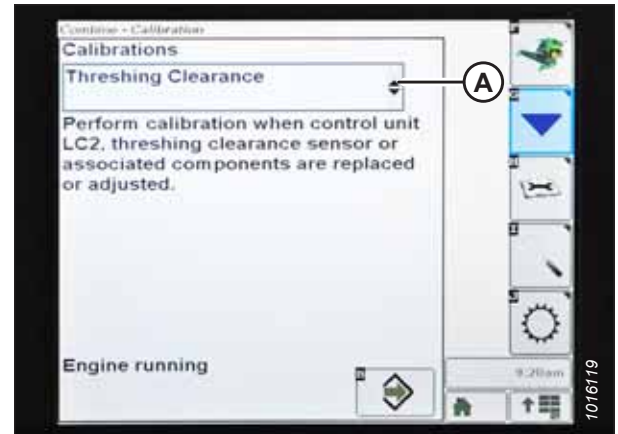 Combine - Calibration
Calibrations
Threshing Clearance
A
Perform calibration when control unit
LC2, threshing clearance sensor or
associated components are replaced
or adjusted.
Engine running
9:20am
1016119